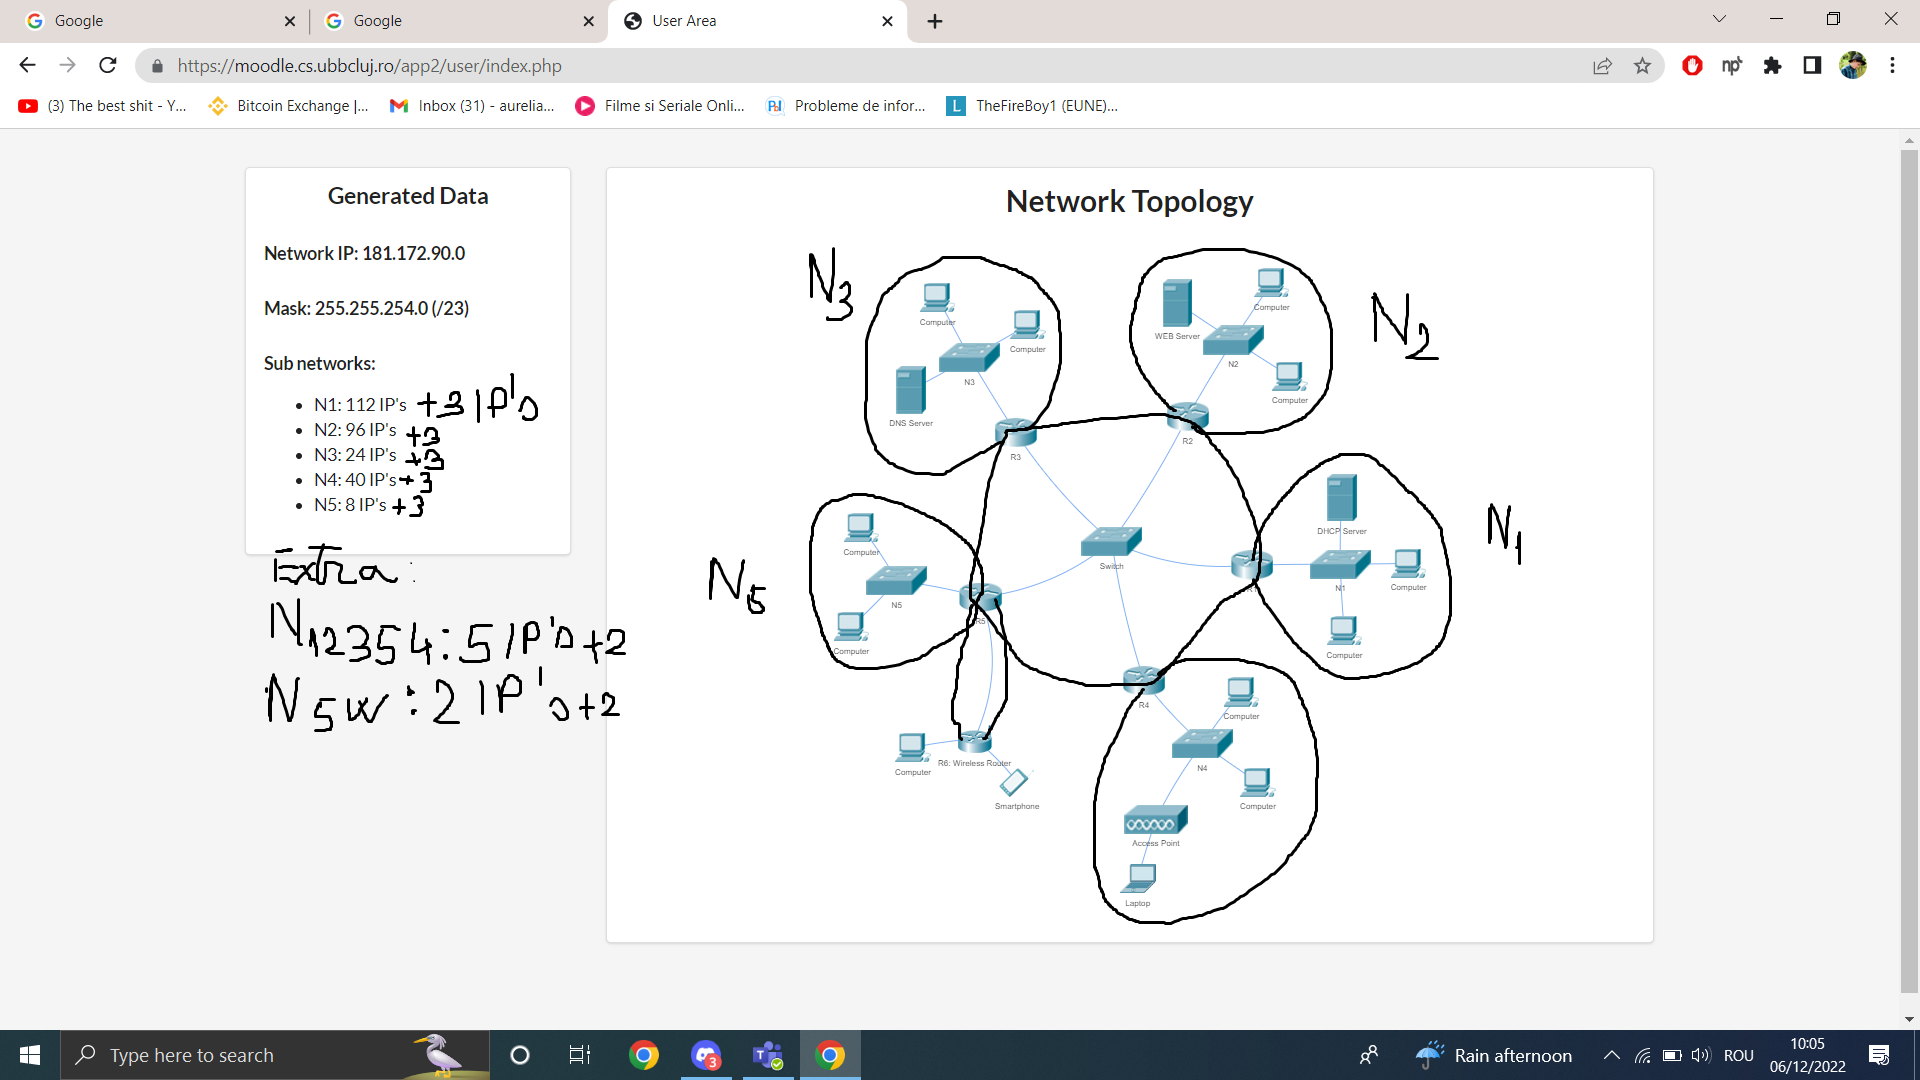 Google
Google
User Area
https://moodle.cs.ubbcluj.ro/app2/user/index.php
(3) The best shit - Y...
Bitcoin Exchange |...
Inbox (31) - aurelia...
Filme si Seriale Onli...
Probleme de infor...
TheFireBoy1 (EUNE)...
Generated Data
Network IP: 181.172.90.0
Mask: 255.255.254.0 (/23)
Sub networks:
N1: 112 IP's +3 IP's
N2: 96 IP's +3
N3: 24 IP's +3
N4: 40 IP's +3
N5: 8 IP's +3
Extra:
N12354: 5 IP's +2
N5W: 2 IP's +2
Network Topology
N3
Computer
Computer
N3
DNS Server
R3
N2
WEB Server
Computer
N2
Computer
R2
N1
DHCP Server
N1
Computer
Computer
R1
Switch
N5
Computer
N5
Computer
R5
Computer
R6: Wireless Router
Smartphone
R4
Computer
N4
Computer
Access Point
Laptop
Type here to search
3
Rain afternoon
ROU
10:05
06/12/2022